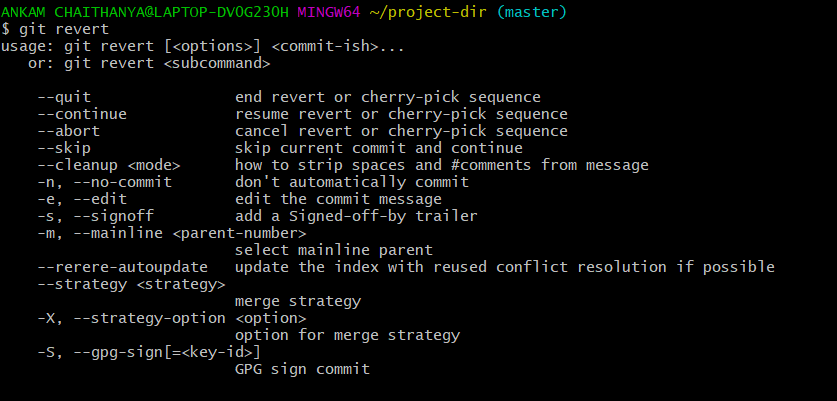 ANKAM CHAITHANYA@LAPTOP-DV0G230H MINGW64 ~/project-dir (master)
$ git revert
usage: git revert [<options>] <commit-ish>...
   or: git revert <subcommand>

    --quit                end revert or cherry-pick sequence
    --continue            resume revert or cherry-pick sequence
    --abort               cancel revert or cherry-pick sequence
    --skip                skip current commit and continue
    --cleanup <mode>      how to strip spaces and #comments from message
    -n, --no-commit       don't automatically commit
    -e, --edit            edit the commit message
    -s, --signoff         add a Signed-off-by trailer
    -m, --mainline <parent-number>
                          select mainline parent
    --rerere-autoupdate   update the index with reused conflict resolution if possible
    --strategy <strategy>
                          merge strategy
    -X, --strategy-option <option>
                          option for merge strategy
    -S, --gpg-sign[=<key-id>]
                          GPG sign commit